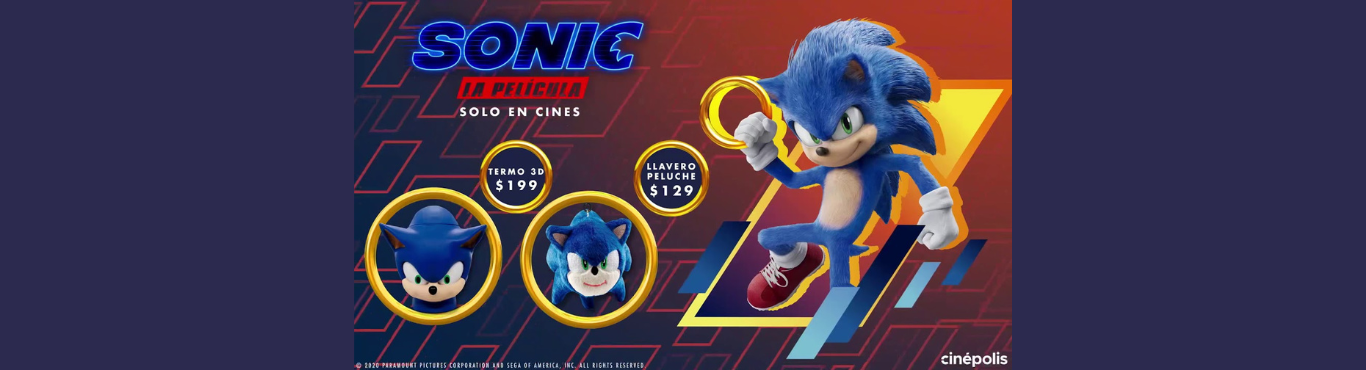 SONIC
LA PELÍCULA
SOLO EN CINES
TERMO 3D
$199
LLAVERO
PELUCHE
$129
cinépolis
© 2020 PARAMOUNT PICTURES CORPORATION AND SEGA OF AMERICA, INC. ALL RIGHTS RESERVED